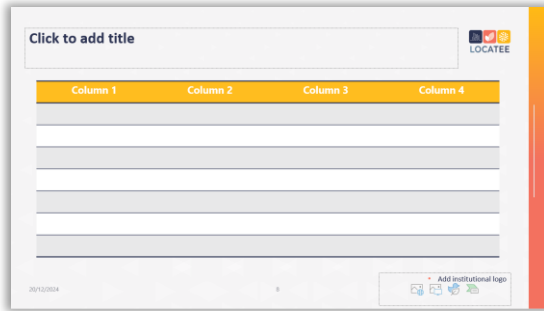 Click to add title
LOCATEE
Column 1 Column 2 Column 3 Column 4
20/12/2024
8
• Add institutional logo